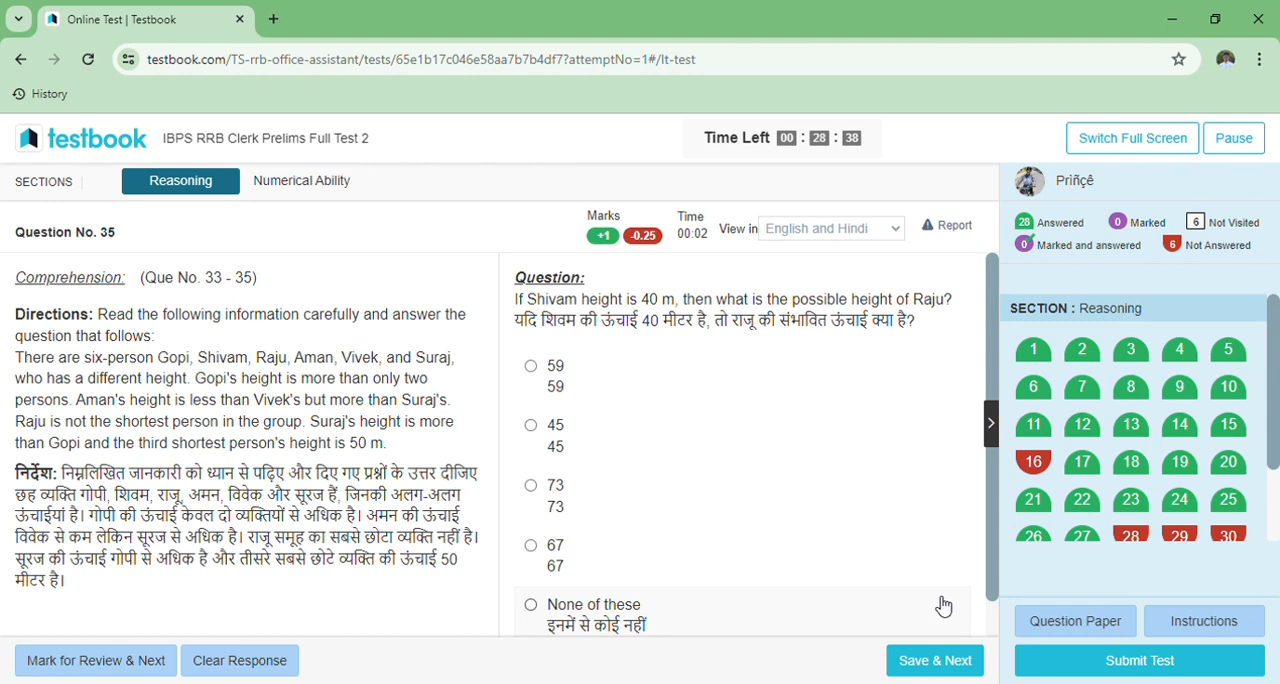 Online Test | Testbook
testbook.com/TS-rrb-office-assistant/tests/65e1b17c046e58aa7b7b4df7?attemptNo=1#/lt-test
History
testbook
IBPS RRB Clerk Prelims Full Test 2
Time Left 00 : 28 : 38
Switch Full Screen
Pause
SECTIONS
Reasoning
Numerical Ability
Prìñçê
Question No. 35
Marks
+1 -0.25
Time
00:02
View in English and Hindi
Report
28 Answered
0 Marked
6 Not Visited
0 Marked and answered
6 Not Answered
Comprehension: (Que No. 33 - 35)
Directions: Read the following information carefully and answer the
question that follows:
There are six-person Gopi, Shivam, Raju, Aman, Vivek, and Suraj,
who has a different height. Gopi's height is more than only two
persons. Aman's height is less than Vivek's but more than Suraj's.
Raju is not the shortest person in the group. Suraj's height is more
than Gopi and the third shortest person's height is 50 m.
निर्देश: निम्नलिखित जानकारी को ध्यान से पढ़िए और दिए गए प्रश्नों के उत्तर दीजिए
छह व्यक्ति गोपी, शिवम, राजू, अमन, विवेक और सूरज हैं, जिनकी अलग-अलग
ऊंचाईयां है। गोपी की ऊंचाई केवल दो व्यक्तियों से अधिक है। अमन की ऊंचाई
विवेक से कम लेकिन सूरज से अधिक है। राजू समूह का सबसे छोटा व्यक्ति नहीं है।
सूरज की ऊंचाई गोपी से अधिक है और तीसरे सबसे छोटे व्यक्ति की ऊंचाई 50
मीटर है।
Question:
If Shivam height is 40 m, then what is the possible height of Raju?
यदि शिवम की ऊंचाई 40 मीटर है, तो राजू की संभावित ऊंचाई क्या है?
59
59
45
45
73
73
67
67
None of these
इनमें से कोई नहीं
SECTION : Reasoning
1 2 3 4 5
6 7 8 9 10
11 12 13 14 15
16 17 18 19 20
21 22 23 24 25
26 27 28 29 30
Question Paper
Instructions
Mark for Review & Next
Clear Response
Save & Next
Submit Test